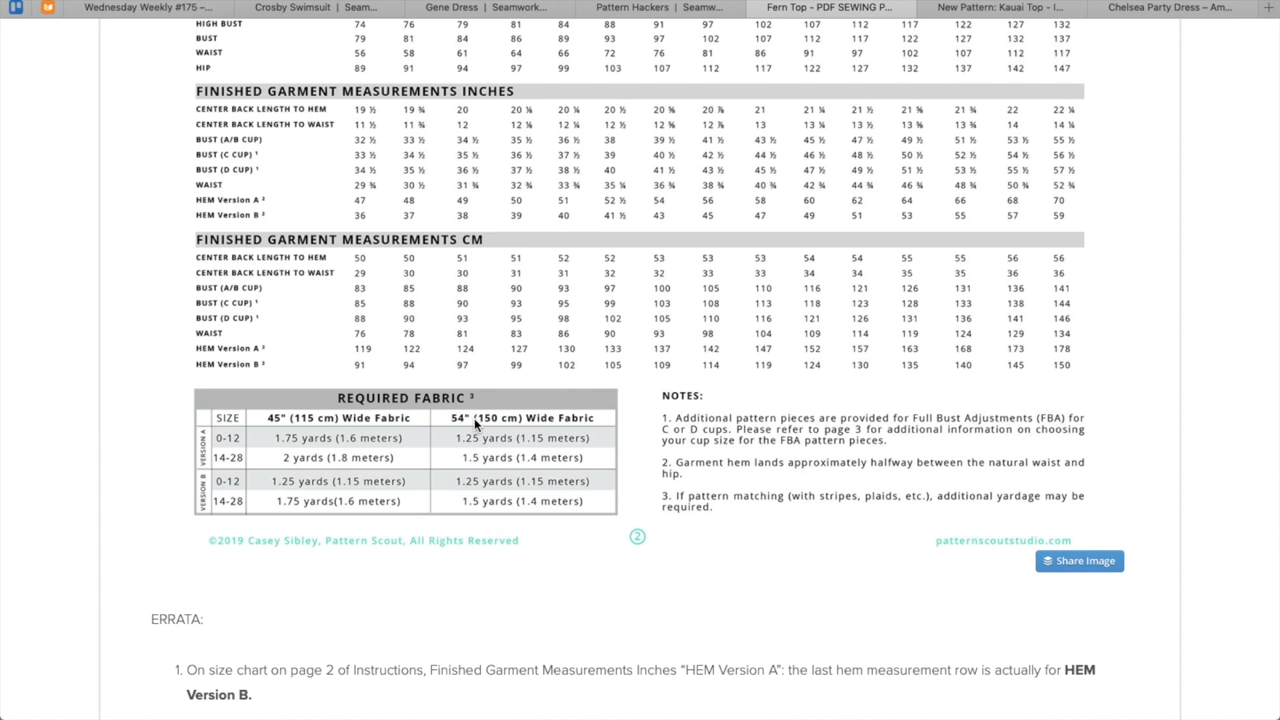 Wednesday Weekly #175 –...
Crosby Swimsuit | Seam...
Gene Dress | Seamwork...
Pattern Hackers | Seamw...
Fern Top - PDF SEWING P...
New Pattern: Kauai Top - I...
Chelsea Party Dress – Am...
HIGH BUST 74 76 79 81 84 88 91 97 102 107 112 117 122 127 132
BUST 79 81 84 86 89 93 97 102 107 112 117 122 127 132 137
WAIST 56 58 61 64 66 72 76 81 86 91 97 102 107 112 117
HIP 89 91 94 97 99 103 107 112 117 122 127 132 137 142 147
FINISHED GARMENT MEASUREMENTS INCHES
CENTER BACK LENGTH TO HEM 19 ½ 19 ¾ 20 20 ⅛ 20 ¼ 20 ½ 20 ⅝ 20 ⅞ 21 21 ¼ 21 ½ 21 ⅝ 21 ¾ 22 22 ¼
CENTER BACK LENGTH TO WAIST 11 ½ 11 ¾ 12 12 ⅛ 12 ¼ 12 ½ 12 ⅝ 12 ⅞ 13 13 ¼ 13 ½ 13 ⅝ 13 ¾ 14 14 ¼
BUST (A/B CUP) 32 ½ 33 ½ 34 ½ 35 ½ 36 ½ 38 39 ½ 41 ½ 43 ½ 45 ½ 47 ½ 49 ½ 51 ½ 53 ½ 55 ½
BUST (C CUP) ¹ 33 ½ 34 ½ 35 ½ 36 ½ 37 ½ 39 40 ½ 42 ½ 44 ½ 46 ½ 48 ½ 50 ½ 52 ½ 54 ½ 56 ½
BUST (D CUP) ¹ 34 ½ 35 ½ 36 ½ 37 ½ 38 ½ 40 41 ½ 43 ½ 45 ½ 47 ½ 49 ½ 51 ½ 53 ½ 55 ½ 57 ½
WAIST 29 ¾ 30 ½ 31 ¾ 32 ¾ 33 ¾ 35 ¼ 36 ¾ 38 ¾ 40 ¾ 42 ¾ 44 ¾ 46 ¾ 48 ¾ 50 ¾ 52 ¾
HEM Version A ² 47 48 49 50 51 52 ½ 54 56 58 60 62 64 66 68 70
HEM Version B ² 36 37 38 39 40 41 ½ 43 45 47 49 51 53 55 57 59
FINISHED GARMENT MEASUREMENTS CM
CENTER BACK LENGTH TO HEM 50 50 51 51 52 52 53 53 53 54 54 55 55 56 56
CENTER BACK LENGTH TO WAIST 29 30 30 31 31 32 32 33 33 34 34 35 35 36 36
BUST (A/B CUP) 83 85 88 90 93 97 100 105 110 116 121 126 131 136 141
BUST (C CUP) ¹ 85 88 90 93 95 99 103 108 113 118 123 128 133 138 144
BUST (D CUP) ¹ 88 90 93 95 98 102 105 110 116 121 126 131 136 141 146
WAIST 76 78 81 83 86 90 93 98 104 109 114 119 124 129 134
HEM Version A ² 119 122 124 127 130 133 137 142 147 152 157 163 168 173 178
HEM Version B ² 91 94 97 99 102 105 109 114 119 124 130 135 140 145 150
REQUIRED FABRIC ³
SIZE 45" (115 cm) Wide Fabric 54" (150 cm) Wide Fabric
VERSION A
0-12 1.75 yards (1.6 meters) 1.25 yards (1.15 meters)
14-28 2 yards (1.8 meters) 1.5 yards (1.4 meters)
VERSION B
0-12 1.25 yards (1.15 meters) 1.25 yards (1.15 meters)
14-28 1.75 yards(1.6 meters) 1.5 yards (1.4 meters)
NOTES:
1. Additional pattern pieces are provided for Full Bust Adjustments (FBA) for
C or D cups. Please refer to page 3 for additional information on choosing
your cup size for the FBA pattern pieces.
2. Garment hem lands approximately halfway between the natural waist and
hip.
3. If pattern matching (with stripes, plaids, etc.), additional yardage may be
required.
©2019 Casey Sibley, Pattern Scout, All Rights Reserved
2
patternscoutstudio.com
Share Image
ERRATA:
1. On size chart on page 2 of Instructions, Finished Garment Measurements Inches “HEM Version A”: the last hem measurement row is actually for HEM
Version B.